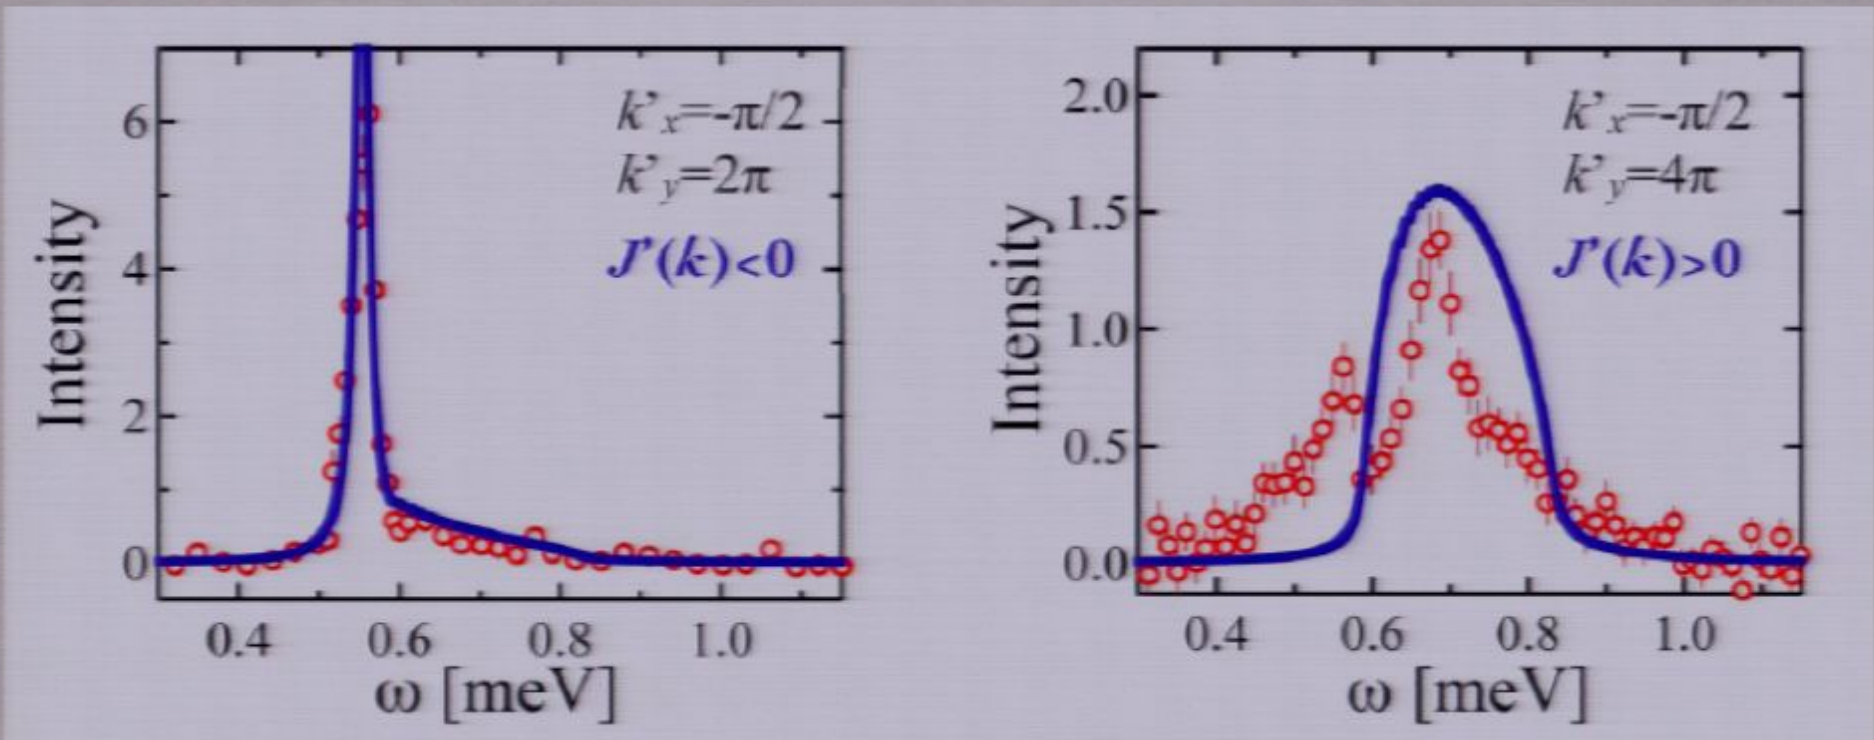 Intensity
6
4
2
0
k'x=-π/2
k'y=2π
J'(k)<0
0.4 0.6 0.8 1.0
ω [meV]
Intensity
2.0
1.5
1.0
0.5
0.0
k'x=-π/2
k'y=4π
J'(k)>0
0.4 0.6 0.8 1.0
ω [meV]